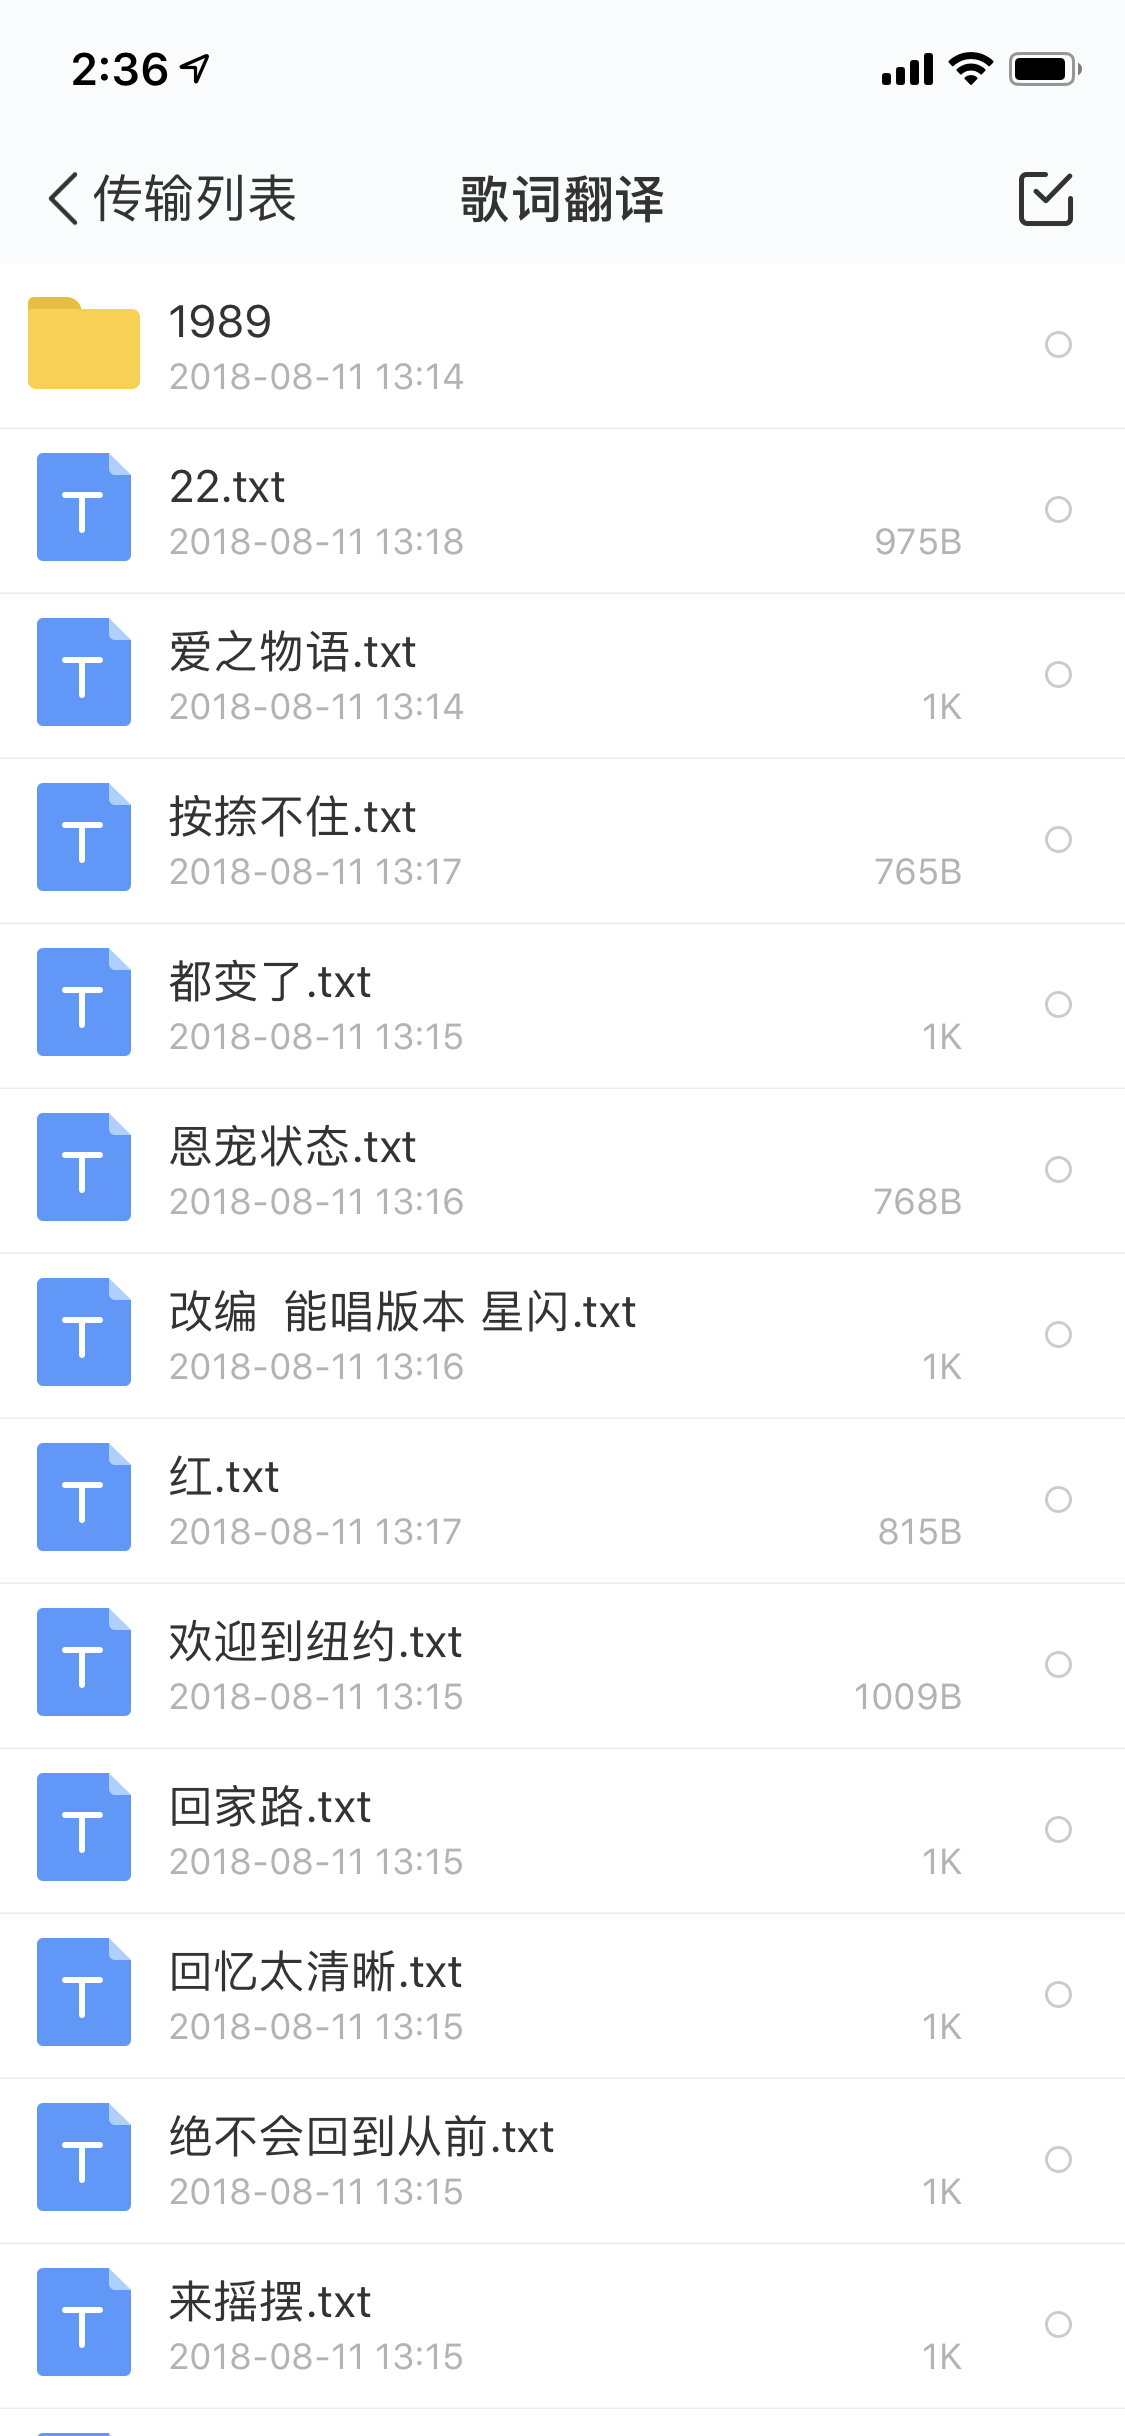 2:36
传输列表
歌词翻译
1989
2018-08-11 13:14
T
22.txt
2018-08-11 13:18
975B
T
爱之物语.txt
2018-08-11 13:14
1K
T
按捺不住.txt
2018-08-11 13:17
765B
T
都变了.txt
2018-08-11 13:15
1K
T
恩宠状态.txt
2018-08-11 13:16
768B
T
改编  能唱版本 星闪.txt
2018-08-11 13:16
1K
T
红.txt
2018-08-11 13:17
815B
T
欢迎到纽约.txt
2018-08-11 13:15
1009B
T
回家路.txt
2018-08-11 13:15
1K
T
回忆太清晰.txt
2018-08-11 13:15
1K
T
绝不会回到从前.txt
2018-08-11 13:15
1K
T
来摇摆.txt
2018-08-11 13:15
1K